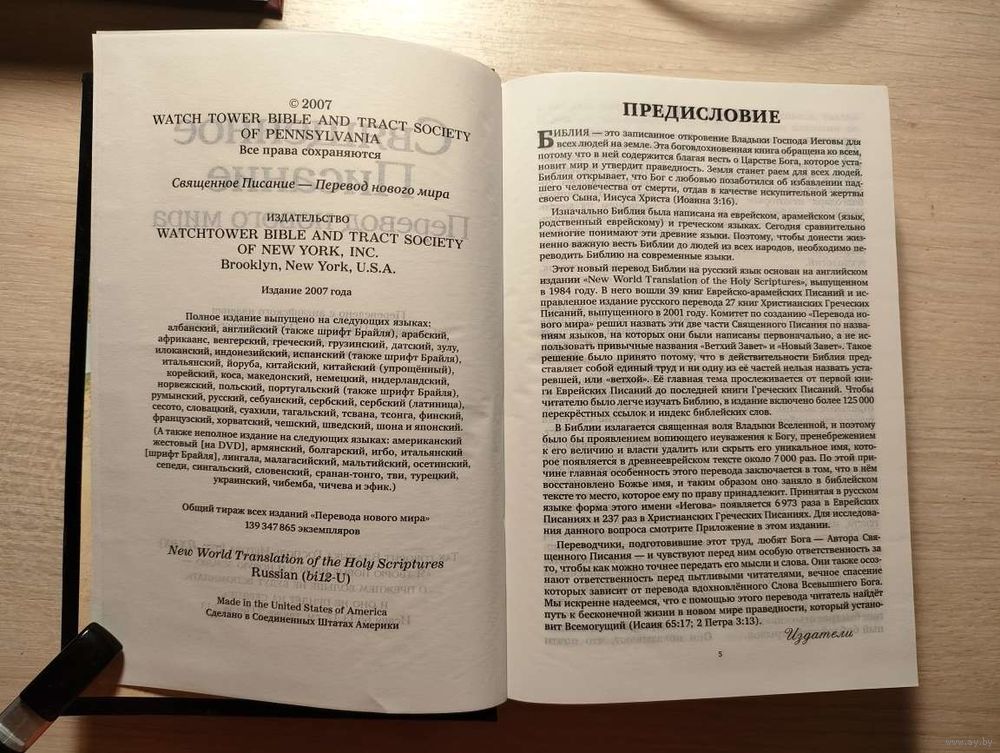 © 2007
WATCH TOWER BIBLE AND TRACT SOCIETY
OF PENNSYLVANIA
Все права сохраняются
Священное Писание — Перевод нового мира
ИЗДАТЕЛЬСТВО
WATCHTOWER BIBLE AND TRACT SOCIETY
OF NEW YORK, INC.
Brooklyn, New York, U.S.A.
Издание 2007 года
Полное издание выпущено на следующих языках:
албанский, английский (также шрифт Брайля), арабский,
африкаанс, венгерский, греческий, грузинский, датский, зулу,
илоканский, индонезийский, испанский (также шрифт Брайля),
итальянский, йоруба, китайский, китайский (упрощённый),
корейский, коса, македонский, немецкий, нидерландский,
норвежский, польский, португальский (также шрифт Брайля),
румынский, русский, себуанский, сербский, сербский (латиница),
сесото, словацкий, суахили, тагальский, тсвана, тсонга, финский,
французский, хорватский, чешский, шведский, шона и японский.
(А также неполное издание на следующих языках: американский
жестовый [на DVD], армянский, болгарский, игбо, итальянский
[шрифт Брайля], лингала, малагасийский, мальтийский, осетинский,
сепеди, сингальский, словенский, сранан-тонго, тви, турецкий,
украинский, чибемба, чичева и эфик.)
Общий тираж всех изданий «Перевода нового мира»
139 347 865 экземпляров
New World Translation of the Holy Scriptures
Russian (bi12-U)
Made in the United States of America
Сделано в Соединенных Штатах Америки
ПРЕДИСЛОВИЕ
БИБЛИЯ — это записанное откровение Владыки Господа Иеговы для
всех людей на земле. Эта боговдохновенная книга обращена ко всем,
потому что в ней содержится благая весть о Царстве Бога, которое уста-
новит мир и утвердит праведность. Земля станет раем для всех людей.
Библия открывает, что Бог с любовью позаботился об избавлении пад-
шего человечества от смерти, отдав в качестве искупительной жертвы
своего Сына, Иисуса Христа (Иоанна 3:16).
Изначально Библия была написана на еврейском, арамейском (язык,
родственный еврейскому) и греческом языках. Сегодня сравнительно
немногие понимают эти древние языки. Поэтому, чтобы донести жиз-
ненно важную весть Библии до людей из всех народов, необходимо пе-
реводить Библию на современные языки.
Этот новый перевод Библии на русский язык основан на английском
издании «New World Translation of the Holy Scriptures», выпущенном
в 1984 году. В него вошли 39 книг Еврейско-арамейских Писаний и ис-
правленное издание русского перевода 27 книг Христианских Греческих
Писаний, выпущенного в 2001 году. Комитет по созданию «Перевода но-
вого мира» решил назвать эти две части Священного Писания по назва-
ниям языков, на которых они были написаны первоначально, а не ис-
пользовать привычные названия «Ветхий Завет» и «Новый Завет». Такое
решение было принято потому, что в действительности Библия пред-
ставляет собой единый труд и ни одну из её частей нельзя назвать уста-
ревшей, или «ветхой». Её главная тема прослеживается от первой кни-
ги Еврейских Писаний до последней книги Греческих Писаний. Чтобы
читателю было легче изучать Библию, в издание включено более 125 000
перекрёстных ссылок и индекс библейских слов.
В Библии излагается священная воля Владыки Вселенной, и поэтому
было бы проявлением вопиющего неуважения к Богу, пренебрежением
к его величию и власти удалить или скрыть его уникальное имя, кото-
рое появляется в древнееврейском тексте около 7 000 раз. По этой при-
чине главная особенность этого перевода заключается в том, что в нём
восстановлено Божье имя, и таким образом оно заняло в библейском
тексте то место, которое ему по праву принадлежит. Принятая в русском
языке форма этого имени «Иегова» появляется 6 973 раза в Еврейских
Писаниях и 237 раз в Христианских Греческих Писаниях. Для исследова-
ния данного вопроса смотрите Приложение в этом издании.
Переводчики, подготовившие этот труд, любят Бога — Автора Свя-
щенного Писания — и чувствуют перед ним особую ответственность за
то, чтобы как можно точнее передать его мысли и слова. Они также осоз-
нают ответственность перед пытливыми читателями, вечное спасение
которых зависит от перевода вдохновлённого Слова Всевышнего Бога.
Мы искренне надеемся, что с помощью этого перевода читатель найдёт
путь к бесконечной жизни в новом мире праведности, который устано-
вит Всемогущий (Исаия 65:17; 2 Петра 3:13).
Издатели
5
www.ay.by